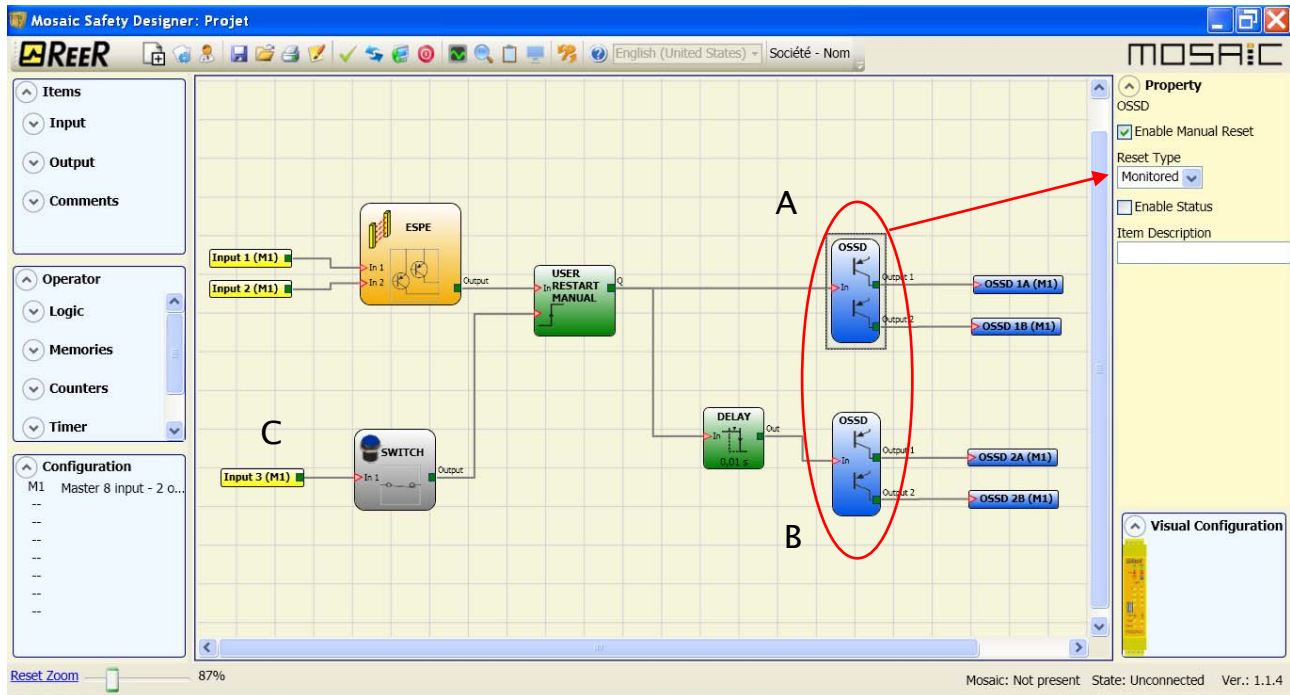 Mosaic Safety Designer: Projet
REER
English (United States)
Société - Nom
MOSAIC
Items
Input
Output
Comments
Operator
Logic
Memories
Counters
Timer
Configuration
M1 Master 8 input - 2 o...
--
--
--
--
--
--
--
Input 1 (M1)
Input 2 (M1)
ESPE
In 1
In 2
Output
USER
RESTART
MANUAL
In
Q
A
OSSD
In
Output 1
Output 2
OSSD 1A (M1)
OSSD 1B (M1)
C
Input 3 (M1)
SWITCH
In 1
Output
DELAY
In
Out
0,01 s
OSSD
In
Output 1
Output 2
OSSD 2A (M1)
OSSD 2B (M1)
B
Property
OSSD
Enable Manual Reset
Reset Type
Monitored
Enable Status
Item Description
Visual Configuration
Reset Zoom
87%
Mosaic: Not present State: Unconnected Ver.: 1.1.4